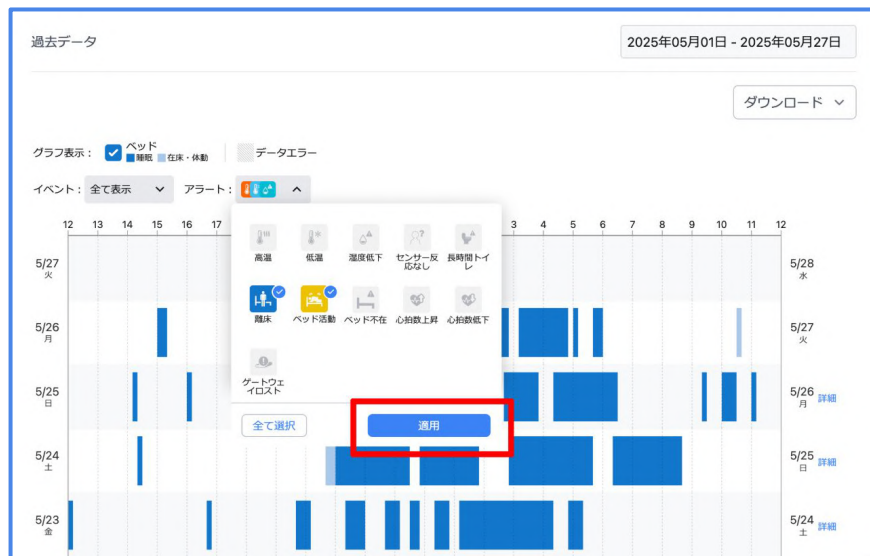 過去データ
2025年05月01日 - 2025年05月27日
ダウンロード
グラフ表示： ベッド
睡眠 在床・体動
データエラー
イベント： 全て表示 アラート：
12 13 14 15 16 17 3 4 5 6 7 8 9 10 11 12
高温 低温 湿度低下 センサー反応なし 長時間トイレ
5/27
火
5/28
水
離床 ベッド活動 ベッド不在 心拍数上昇 心拍数低下
5/26
月
5/27
火
ゲートウェイロスト
5/25
日
5/26
月 詳細
全て選択 適用
5/24
土
5/25
日 詳細
5/23
金
5/24
土 詳細